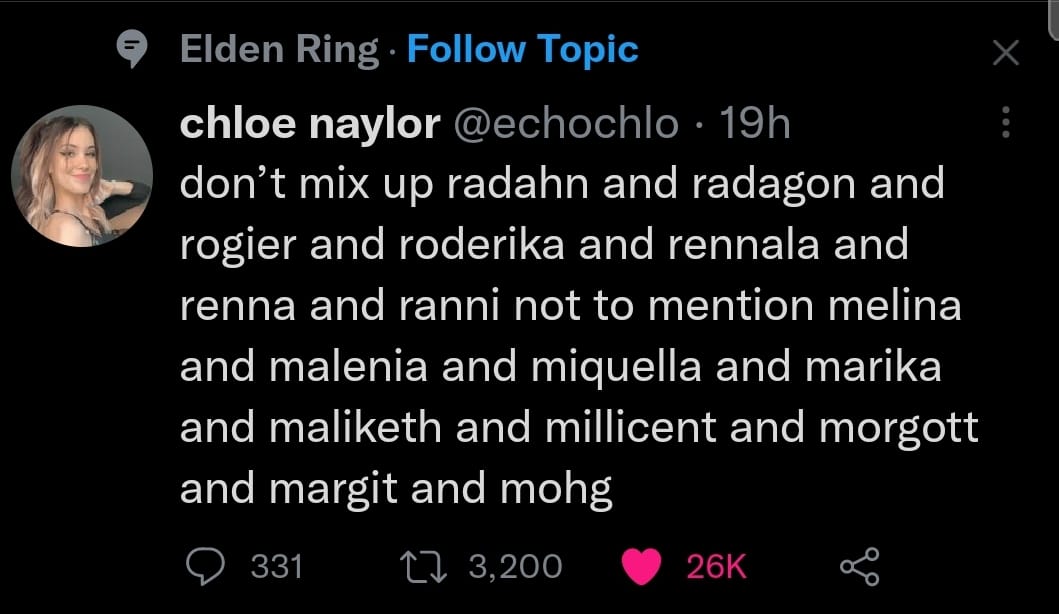 Elden Ring · Follow Topic
chloe naylor @echochlo · 19h
don’t mix up radahn and radagon and
rogier and roderika and rennala and
renna and ranni not to mention melina
and malenia and miquella and marika
and maliketh and millicent and morgott
and margit and mohg
331 3,200 26K